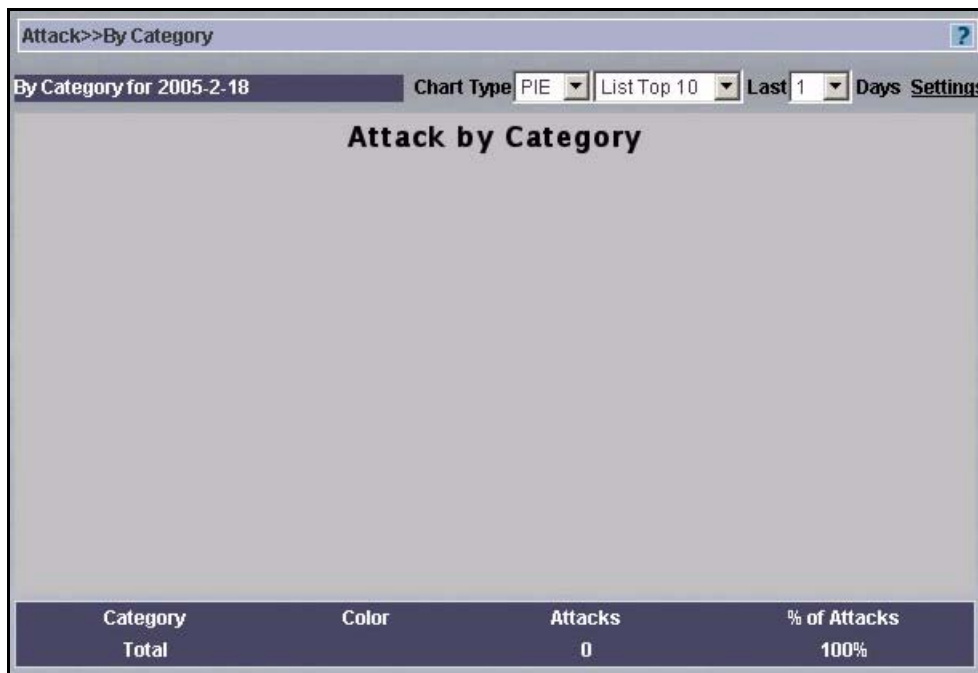 Attack>>By Category ?
By Category for 2005-2-18 Chart Type PIE List Top 10 Last 1 Days Settings
Attack by Category
Category Color Attacks % of Attacks
Total 0 100%